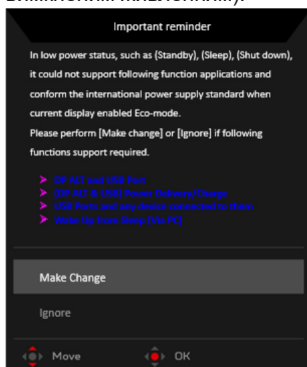 Important reminder
In low power status, such as (Standby), (Sleep), (Shut down),
it could not support following function applications and
conform the international power supply standard when
current display enabled Eco-mode.
Please perform [Make change] or [Ignore] if following
functions support required.
DP ALT and USB Port
(DP ALT & USB) Power Delivery/Charge
USB Ports and any device connected to them
Wake Up from Sleep (Via PC)
Make Change
Ignore
Move OK